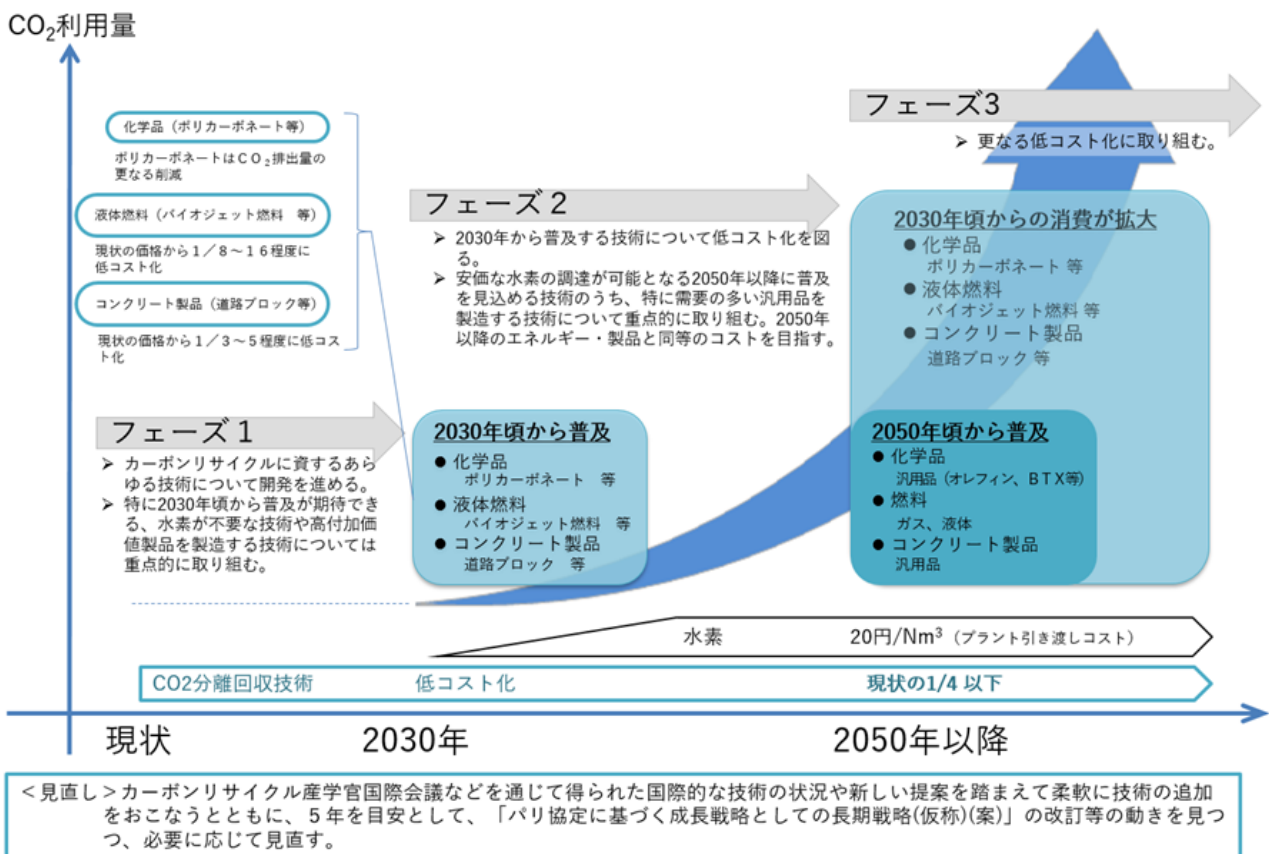 CO₂利用量
化学品（ポリカーボネート等）
ポリカーボネートはＣＯ₂排出量の
更なる削減
液体燃料（バイオジェット燃料　等）
現状の価格から１／８～１６程度に
低コスト化
コンクリート製品（道路ブロック等）
現状の価格から１／３～５程度に低コス
ト化
フェーズ１
➢ カーボンリサイクルに資するあら
ゆる技術について開発を進める。
➢ 特に2030年頃から普及が期待でき
る、水素が不要な技術や高付加価
値製品を製造する技術については
重点的に取り組む。
フェーズ２
➢ 2030年から普及する技術について低コスト化を図
る。
➢ 安価な水素の調達が可能となる2050年以降に普及
を見込める技術のうち、特に需要の多い汎用品を
製造する技術について重点的に取り組む。2050年
以降のエネルギー・製品と同等のコストを目指す。
2030年頃から普及
● 化学品
ポリカーボネート　等
● 液体燃料
バイオジェット燃料　等
● コンクリート製品
道路ブロック　等
フェーズ3
➢ 更なる低コスト化に取り組む。
2030年頃からの消費が拡大
● 化学品
ポリカーボネート 等
● 液体燃料
バイオジェット燃料 等
● コンクリート製品
道路ブロック 等
2050年頃から普及
● 化学品
汎用品（オレフィン、ＢＴＸ等）
● 燃料
ガス、液体
● コンクリート製品
汎用品
水素　20円/Nm³（プラント引き渡しコスト）
CO2分離回収技術　低コスト化　現状の1/4 以下
現状　2030年　2050年以降
＜見直し＞カーボンリサイクル産学官国際会議などを通じて得られた国際的な技術の状況や新しい提案を踏まえて柔軟に技術の追加
をおこなうとともに、５年を目安として、「パリ協定に基づく成長戦略としての長期戦略(仮称)(案)」の改訂等の動きを見つ
つ、必要に応じて見直す。